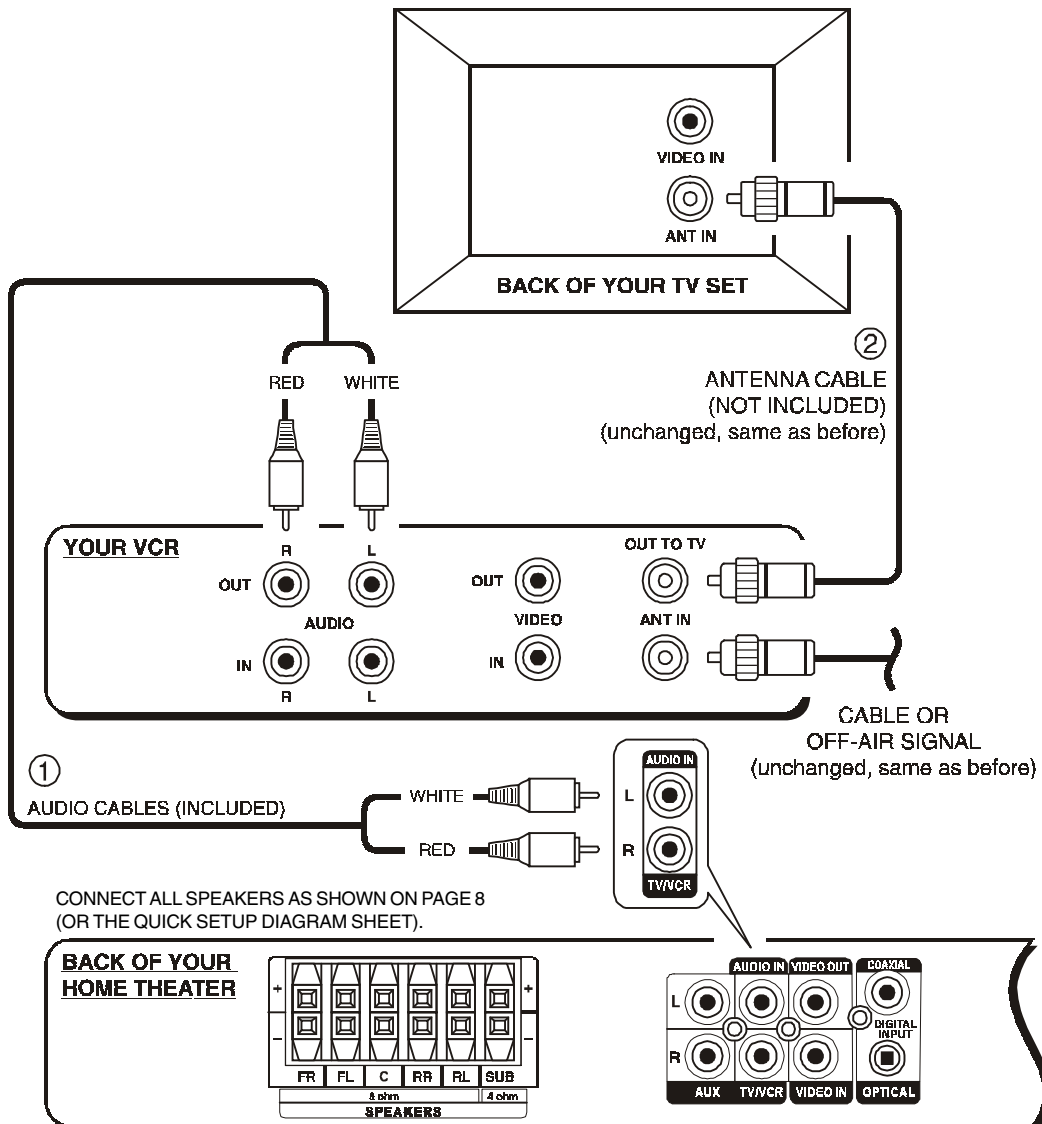 VIDEO IN
ANT IN
BACK OF YOUR TV SET
②
ANTENNA CABLE
(NOT INCLUDED)
(unchanged, same as before)
RED WHITE
YOUR VCR
R L
OUT
AUDIO
IN
R L
OUT
VIDEO
IN
OUT TO TV
ANT IN
CABLE OR
OFF-AIR SIGNAL
(unchanged, same as before)
①
AUDIO CABLES (INCLUDED)
WHITE
RED
AUDIO IN
L
R
TV/VCR
CONNECT ALL SPEAKERS AS SHOWN ON PAGE 8
(OR THE QUICK SETUP DIAGRAM SHEET).
BACK OF YOUR
HOME THEATER
+ +
– –
FR FL C RR RL SUB
8 ohm 4 ohm
SPEAKERS
AUDIO IN VIDEO OUT COAXIAL
L
DIGITAL
INPUT
R
AUX TV/VCR VIDEO IN OPTICAL